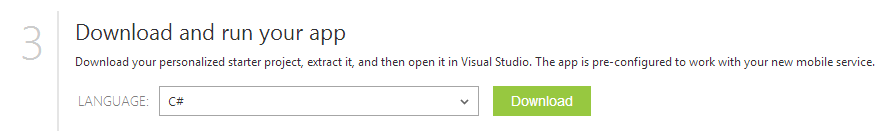 3
Download and run your app
Download your personalized starter project, extract it, and then open it in Visual Studio. The app is pre-configured to work with your new mobile service.
LANGUAGE: C# Download